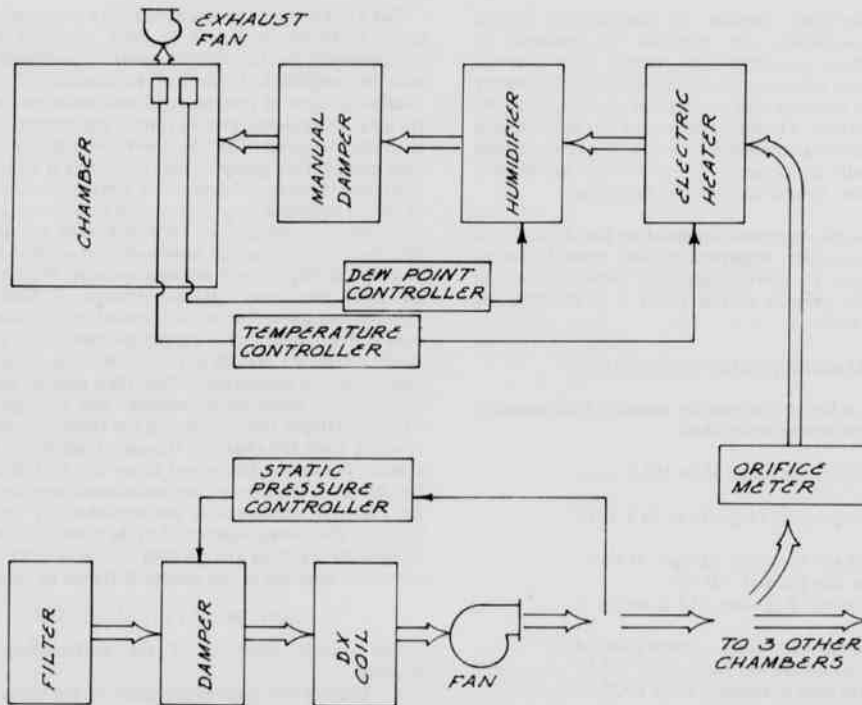 EXHAUST
FAN
CHAMBER
MANUAL
DAMPER
HUMIDIFIER
ELECTRIC
HEATER
DEW POINT
CONTROLLER
TEMPERATURE
CONTROLLER
STATIC
PRESSURE
CONTROLLER
ORIFICE
METER
FILTER
DAMPER
DX
COIL
FAN
TO 3 OTHER
CHAMBERS